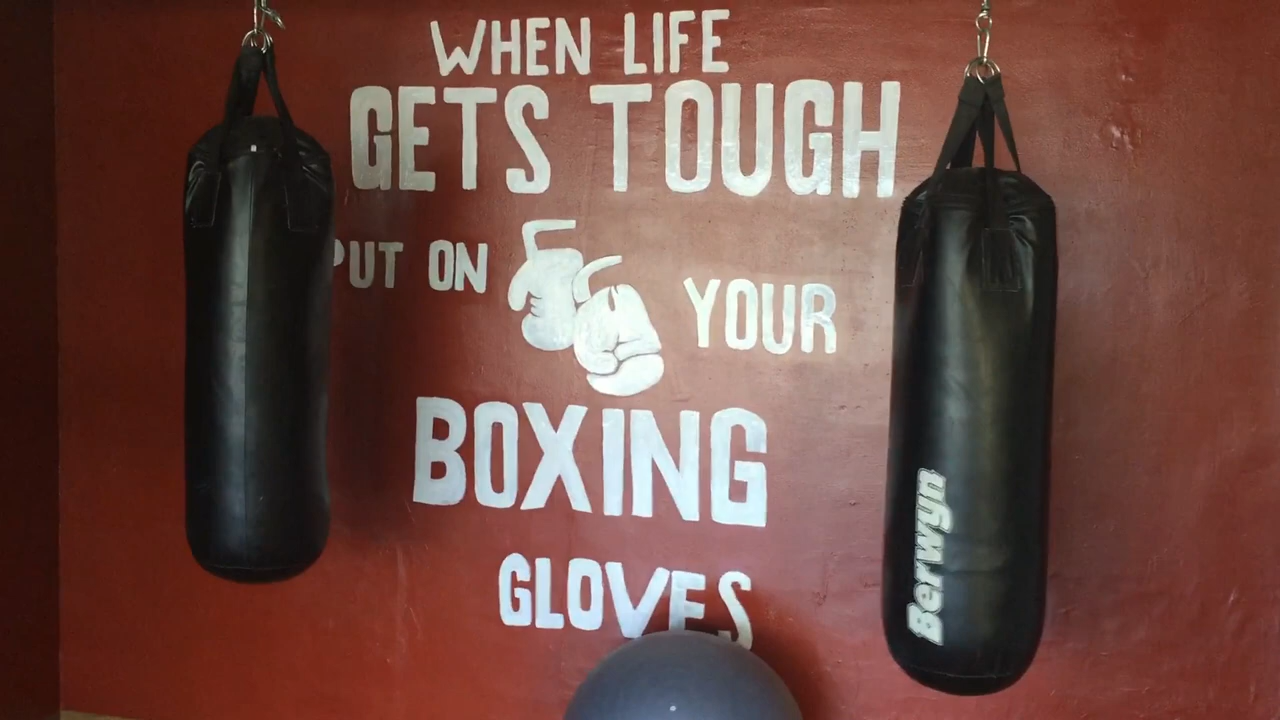 WHEN LIFE
GETS TOUGH
PUT ON YOUR
BOXING
GLOVES
Berwyn